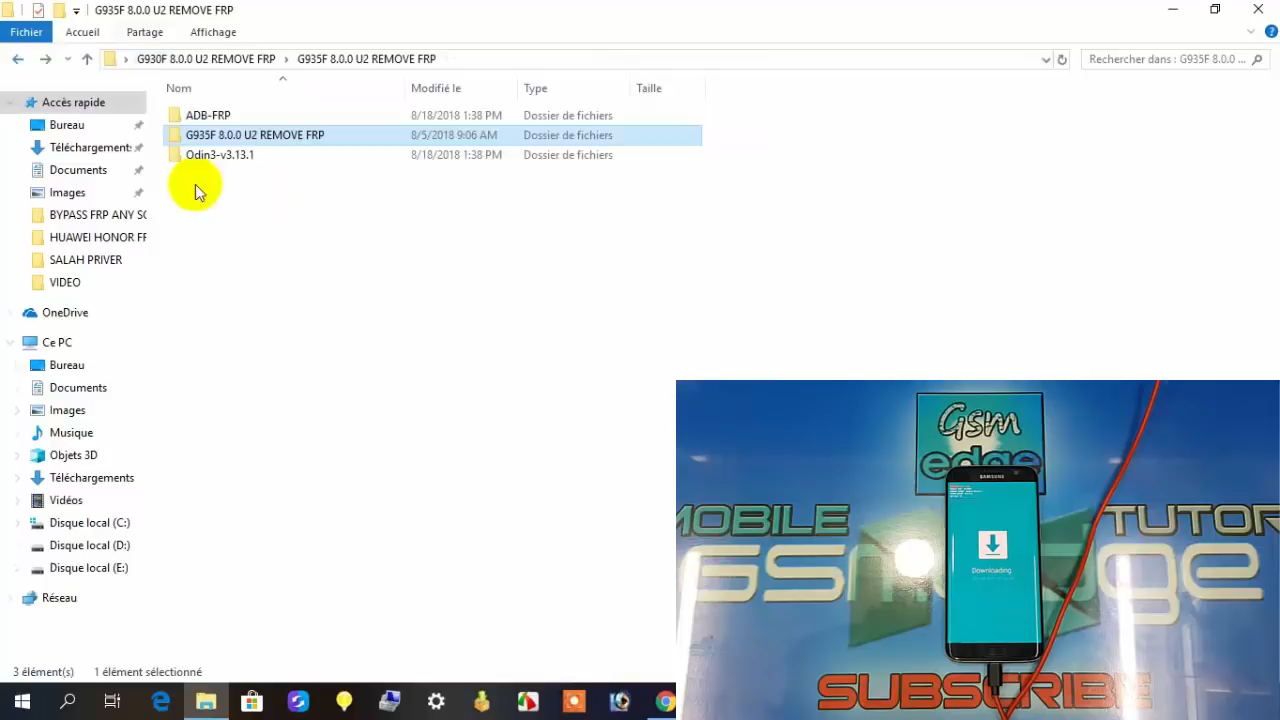 G935F 8.0.0 U2 REMOVE FRP
Fichier
Accueil
Partage
Affichage
G930F 8.0.0 U2 REMOVE FRP
G935F 8.0.0 U2 REMOVE FRP
Rechercher dans : G935F 8.0.0 ...
Nom
Modifié le
Type
Taille
ADB-FRP 8/18/2018 1:38 PM Dossier de fichiers
G935F 8.0.0 U2 REMOVE FRP 8/5/2018 9:06 AM Dossier de fichiers
Odin3-v3.13.1 8/18/2018 1:38 PM Dossier de fichiers
Accès rapide
Bureau
Téléchargements
Documents
Images
BYPASS FRP ANY SC
HUAWEI HONOR FR
SALAH PRIVER
VIDEO
OneDrive
Ce PC
Bureau
Documents
Images
Musique
Objets 3D
Téléchargements
Vidéos
Disque local (C:)
Disque local (D:)
Disque local (E:)
Réseau
3 élément(s)
1 élément sélectionné
Gsm
edge
SAMSUNG
Downloading
MOBILE
TUTOR
SUBSCRIBE